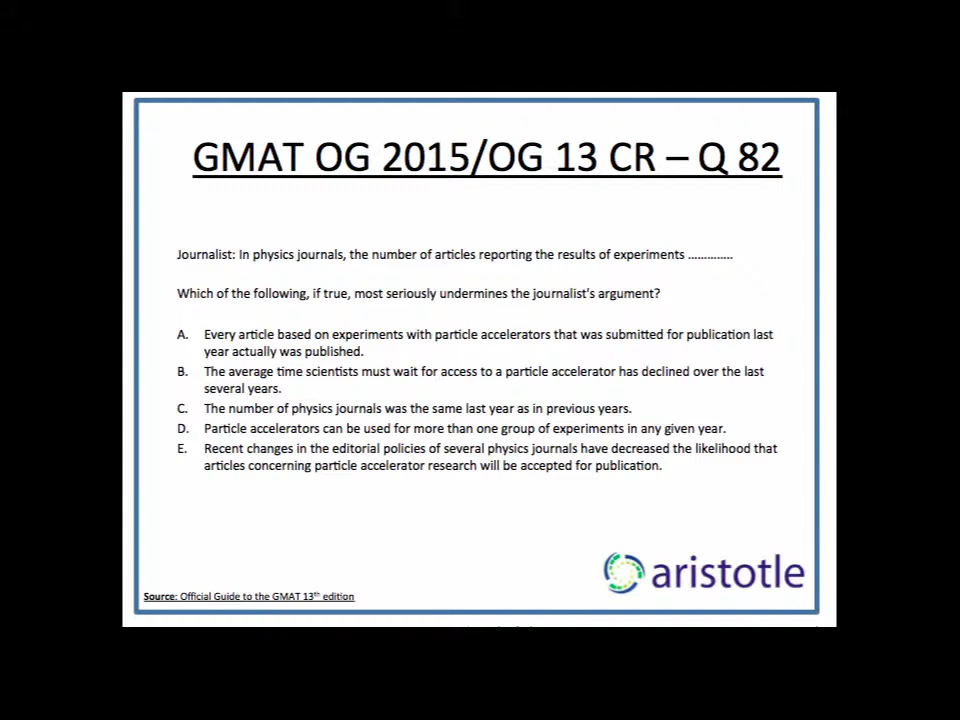 GMAT OG 2015/OG 13 CR – Q 82
Journalist: In physics journals, the number of articles reporting the results of experiments ..............
Which of the following, if true, most seriously undermines the journalist's argument?
A. Every article based on experiments with particle accelerators that was submitted for publication last
year actually was published.
B. The average time scientists must wait for access to a particle accelerator has declined over the last
several years.
C. The number of physics journals was the same last year as in previous years.
D. Particle accelerators can be used for more than one group of experiments in any given year.
E. Recent changes in the editorial policies of several physics journals have decreased the likelihood that
articles concerning particle accelerator research will be accepted for publication.
aristotle
Source: Official Guide to the GMAT 13th edition